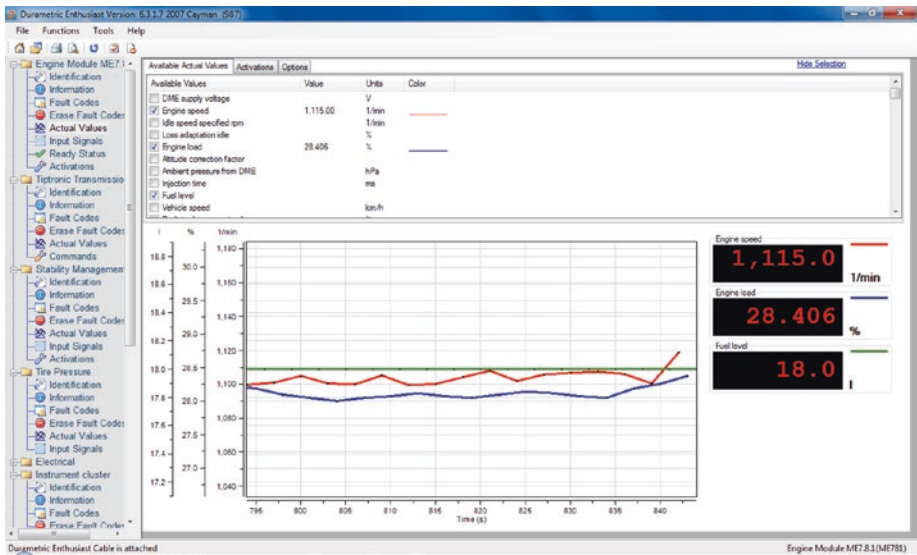 Durametric Enthusiast Version: 6.3.1.7 2007 Cayman (S87)
File Functions Tools Help
Engine Module ME7.8
Identification
Information
Fault Codes
Erase Fault Codes
Actual Values
Input Signals
Ready Status
Activations
Tiptronic Transmissio
Identification
Information
Fault Codes
Erase Fault Codes
Actual Values
Commands
Stability Management
Identification
Information
Fault Codes
Erase Fault Codes
Actual Values
Input Signals
Activations
Tire Pressure
Identification
Information
Fault Codes
Erase Fault Codes
Actual Values
Input Signals
Electrical
Instrument cluster
Identification
Information
Fault Codes
Erase Fault Codes
Available Actual Values Activations Options Hide Selection
Available Values Value Units Color
DME supply voltage V
Engine speed 1,115.00 1/min
Idle speed specified rpm 1/min
Loss adaptation idle %
Engine load 28.406 %
Altitude correction factor
Ambient pressure from DME hPa
Injection time ms
Fuel level
Vehicle speed km/h
l % 1/min
18.8 18.6 18.4 18.2 18.0 17.8 17.6 17.4 17.2
30.0 29.5 29.0 28.5 28.0 27.5 27.0
1,180 1,160 1,140 1,120 1,100 1,080 1,060 1,040
795 800 805 810 815 820 825 830 835 840
Time (s)
Engine speed
1,115.0
1/min
Engine load
28.406
%
Fuel level
18.0
l
Durametric Enthusiast Cable is attached Engine Module ME7.8.1(ME781)